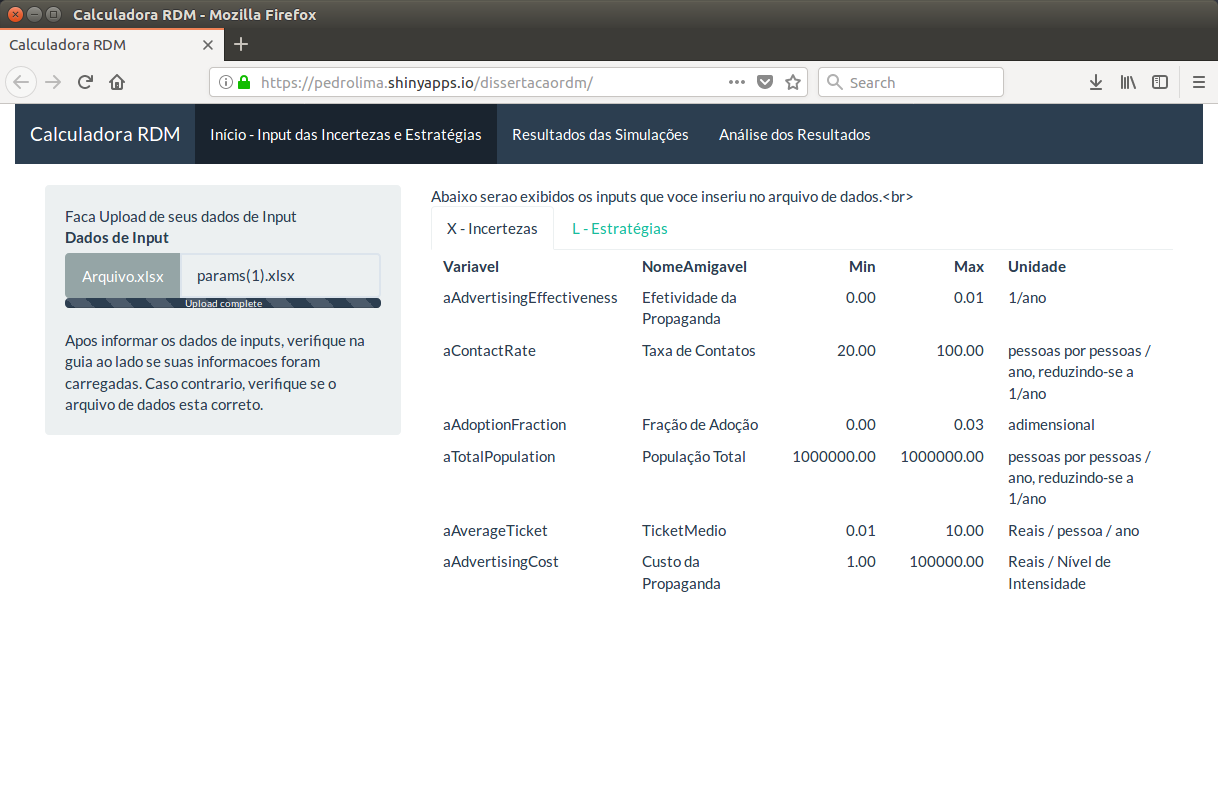 Calculadora RDM - Mozilla Firefox
Calculadora RDM
https://pedrolima.shinyapps.io/dissertacaordm/
Search
Calculadora RDM
Início - Input das Incertezas e Estratégias
Resultados das Simulações
Análise dos Resultados
Faca Upload de seus dados de Input
Dados de Input
Arquivo.xlsx params(1).xlsx
Upload complete
Apos informar os dados de inputs, verifique na
guia ao lado se suas informacoes foram
carregadas. Caso contrario, verifique se o
arquivo de dados esta correto.
Abaixo serao exibidos os inputs que voce inseriu no arquivo de dados.<br>
X - Incertezas L - Estratégias
Variavel NomeAmigavel Min Max Unidade
aAdvertisingEffectiveness Efetividade da 0.00 0.01 1/ano
Propaganda
aContactRate Taxa de Contatos 20.00 100.00 pessoas por pessoas /
ano, reduzindo-se a
1/ano
aAdoptionFraction Fração de Adoção 0.00 0.03 adimensional
aTotalPopulation População Total 1000000.00 1000000.00 pessoas por pessoas /
ano, reduzindo-se a
1/ano
aAverageTicket TicketMedio 0.01 10.00 Reais / pessoa / ano
aAdvertisingCost Custo da 1.00 100000.00 Reais / Nível de
Propaganda Intensidade